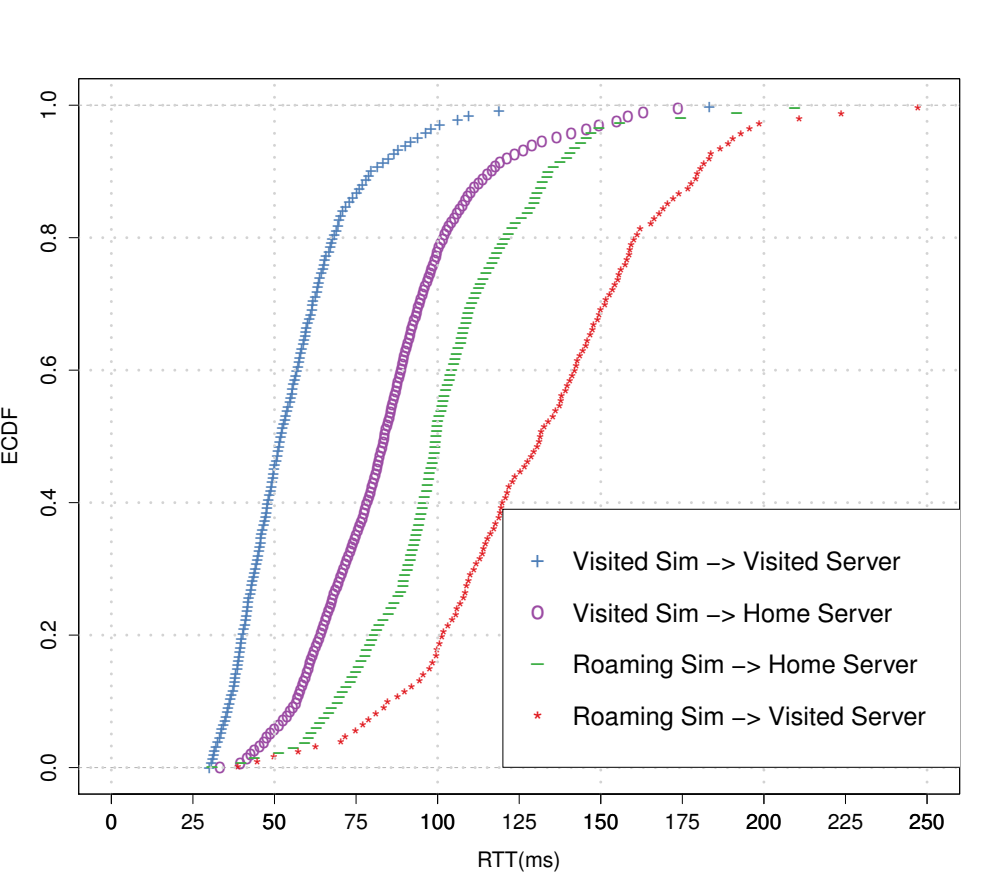 ECDF
1.0
0.8
0.6
0.4
0.2
0.0
Visited Sim −> Visited Server
Visited Sim −> Home Server
Roaming Sim −> Home Server
Roaming Sim −> Visited Server
0 25 50 75 100 125 150 175 200 225 250
RTT(ms)